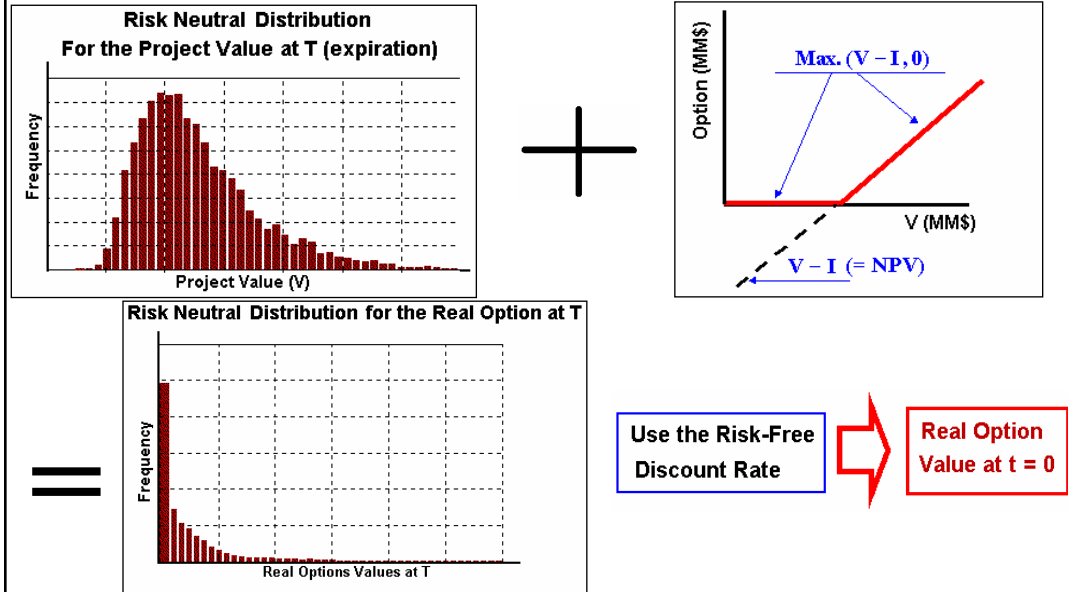 Risk Neutral Distribution
For the Project Value at T (expiration)
Frequency
Project Value (V)
Option (MM$)
Max. (V – I, 0)
V (MM$)
V – I (= NPV)
Risk Neutral Distribution for the Real Option at T
Frequency
Real Options Values at T
Use the Risk-Free
Discount Rate
Real Option
Value at t = 0